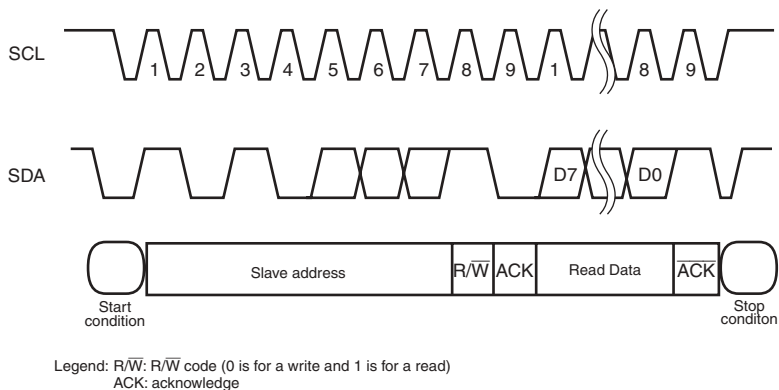 SCL
1 2 3 4 5 6 7 8 9 1 8 9
SDA
D7 D0
Slave address R/W̅ ACK Read Data A̅C̅K̅
Start
condition
Stop
conditon
Legend: R/W̅: R/W̅ code (0 is for a write and 1 is for a read)
ACK: acknowledge